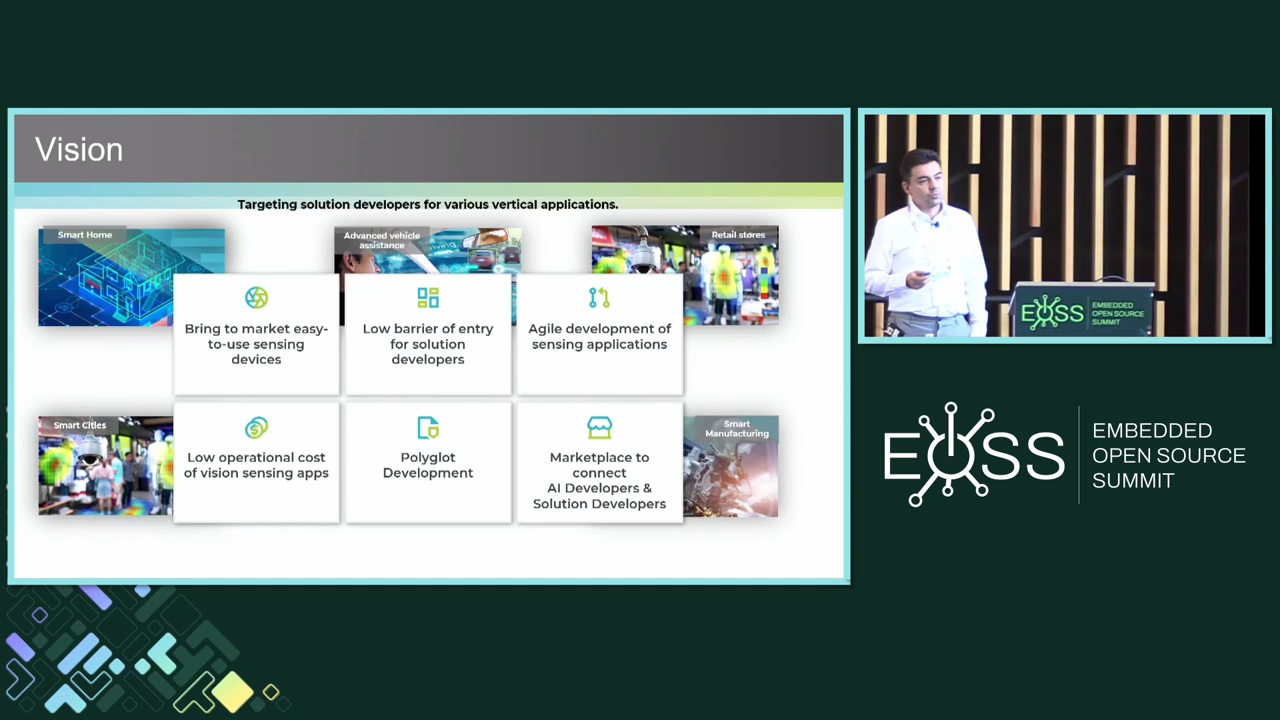 Vision
Targeting solution developers for various vertical applications.
Smart Home
Advanced vehicle
assistance
Retail stores
Bring to market easy-
to-use sensing
devices
Low barrier of entry
for solution
developers
Agile development of
sensing applications
Smart Cities
Smart
Manufacturing
Low operational cost
of vision sensing apps
Polyglot
Development
Marketplace to
connect
AI Developers &
Solution Developers
EOSS
EMBEDDED
OPEN SOURCE
SUMMIT
EOSS
EMBEDDED
OPEN SOURCE
SUMMIT